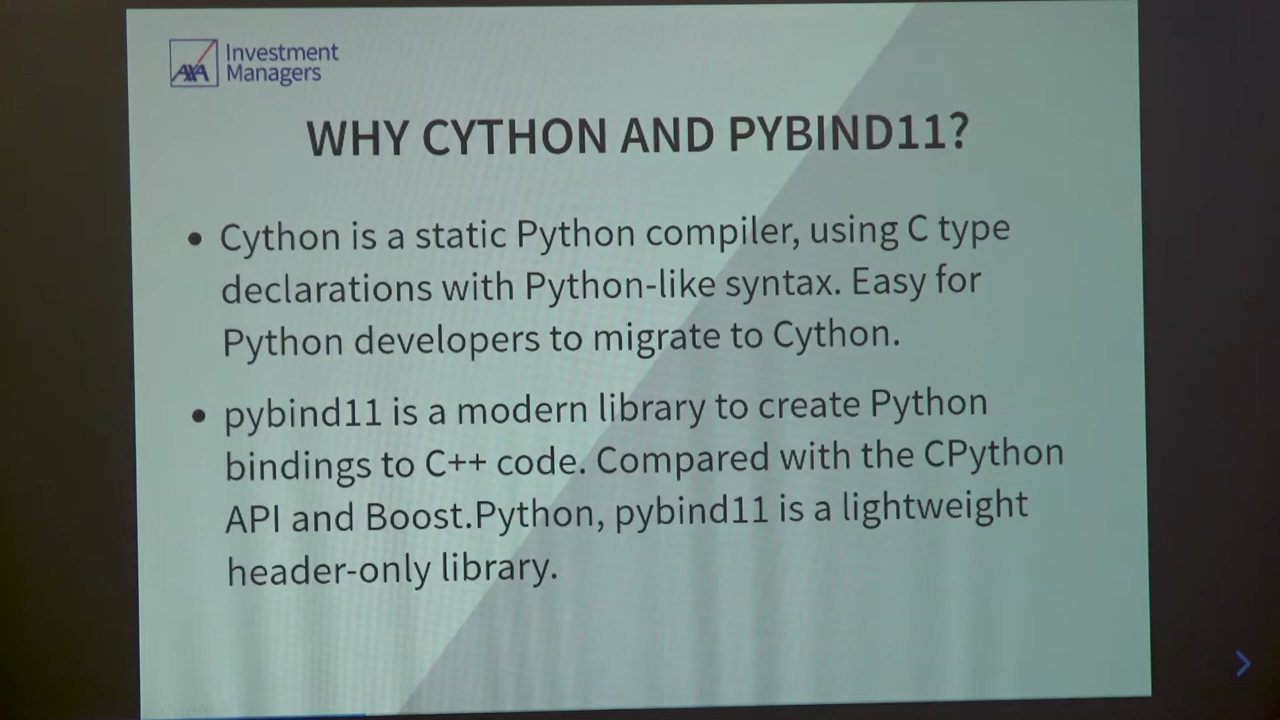 AXA
Investment
Managers
WHY CYTHON AND PYBIND11?
• Cython is a static Python compiler, using C type
declarations with Python-like syntax. Easy for
Python developers to migrate to Cython.
• pybind11 is a modern library to create Python
bindings to C++ code. Compared with the CPython
API and Boost.Python, pybind11 is a lightweight
header-only library.